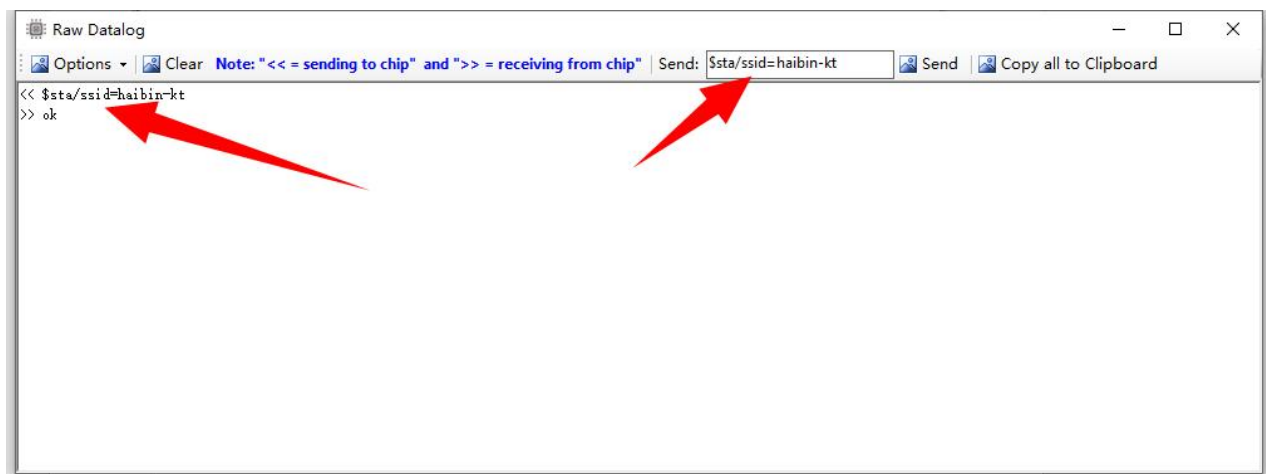 Raw Datalog
Options Clear Note: "<< = sending to chip" and ">> = receiving from chip" Send: $sta/ssid=haibin-kt Send Copy all to Clipboard
<< $sta/ssid=haibin-kt
>> ok